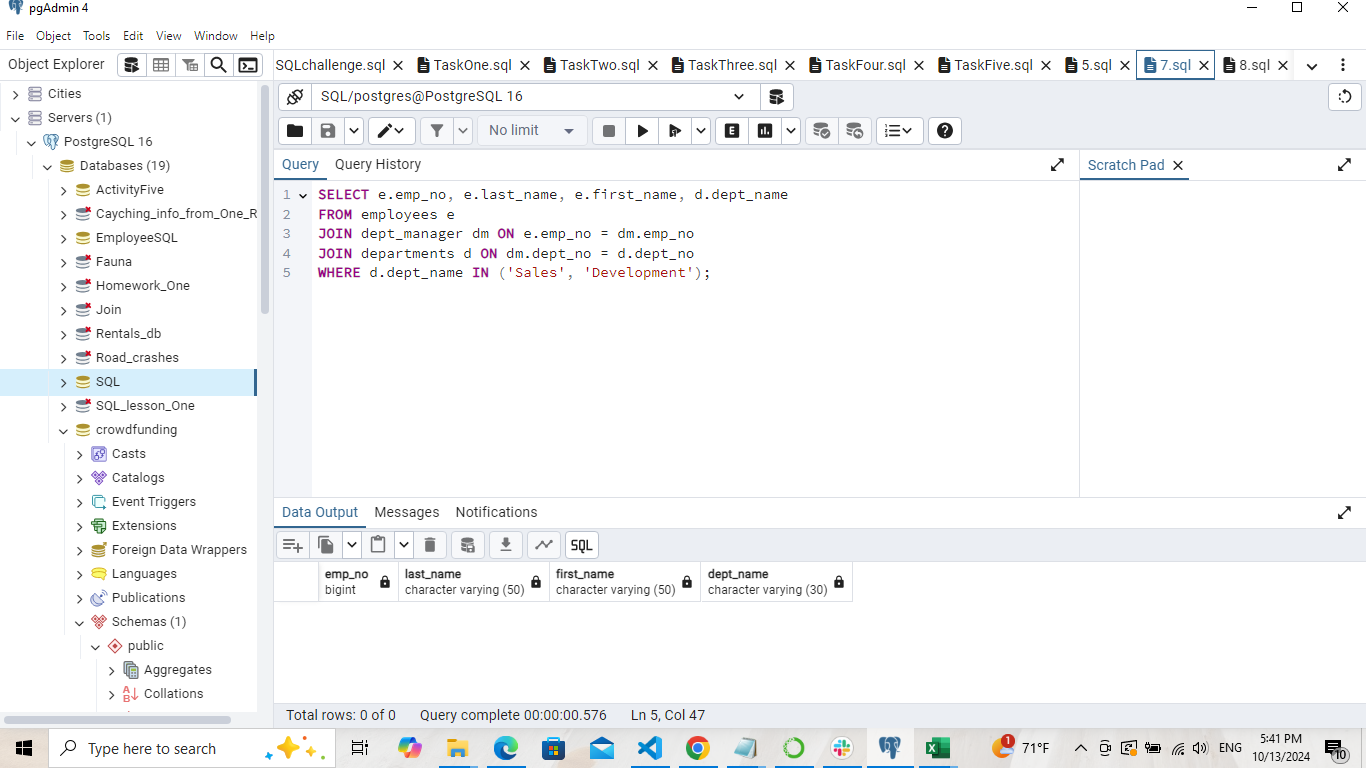 pgAdmin 4
File Object Tools Edit View Window Help
Object Explorer
SQLchallenge.sql TaskOne.sql TaskTwo.sql TaskThree.sql TaskFour.sql TaskFive.sql 5.sql 7.sql 8.sql
Cities
Servers (1)
PostgreSQL 16
Databases (19)
ActivityFive
Cayching_info_from_One_R
EmployeeSQL
Fauna
Homework_One
Join
Rentals_db
Road_crashes
SQL
SQL_lesson_One
crowdfunding
Casts
Catalogs
Event Triggers
Extensions
Foreign Data Wrappers
Languages
Publications
Schemas (1)
public
Aggregates
Collations
SQL/postgres@PostgreSQL 16
No limit
E
Query Query History
Scratch Pad
1 SELECT e.emp_no, e.last_name, e.first_name, d.dept_name
2 FROM employees e
3 JOIN dept_manager dm ON e.emp_no = dm.emp_no
4 JOIN departments d ON dm.dept_no = d.dept_no
5 WHERE d.dept_name IN ('Sales', 'Development');
Data Output Messages Notifications
SQL
emp_no last_name first_name dept_name
bigint character varying (50) character varying (50) character varying (30)
Total rows: 0 of 0 Query complete 00:00:00.576 Ln 5, Col 47
Type here to search
1
71°F
ENG
5:41 PM
10/13/2024
10